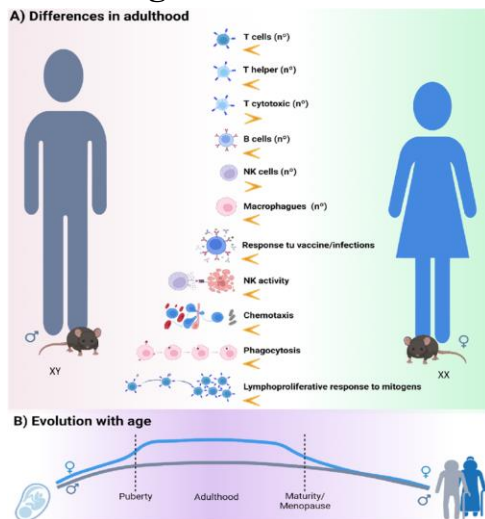 A) Differences in adulthood
T cells (nº)
T helper (nº)
T cytotoxic (nº)
B cells (nº)
NK cells (nº)
Macrophagues (nº)
Response tu vaccine/infections
NK activity
Chemotaxis
Phagocytosis
Lymphoproliferative response to mitogens
♂
XY
♀
XX
B) Evolution with age
♀
♂
Puberty
Adulthood
Maturity/
Menopause
♀
♂